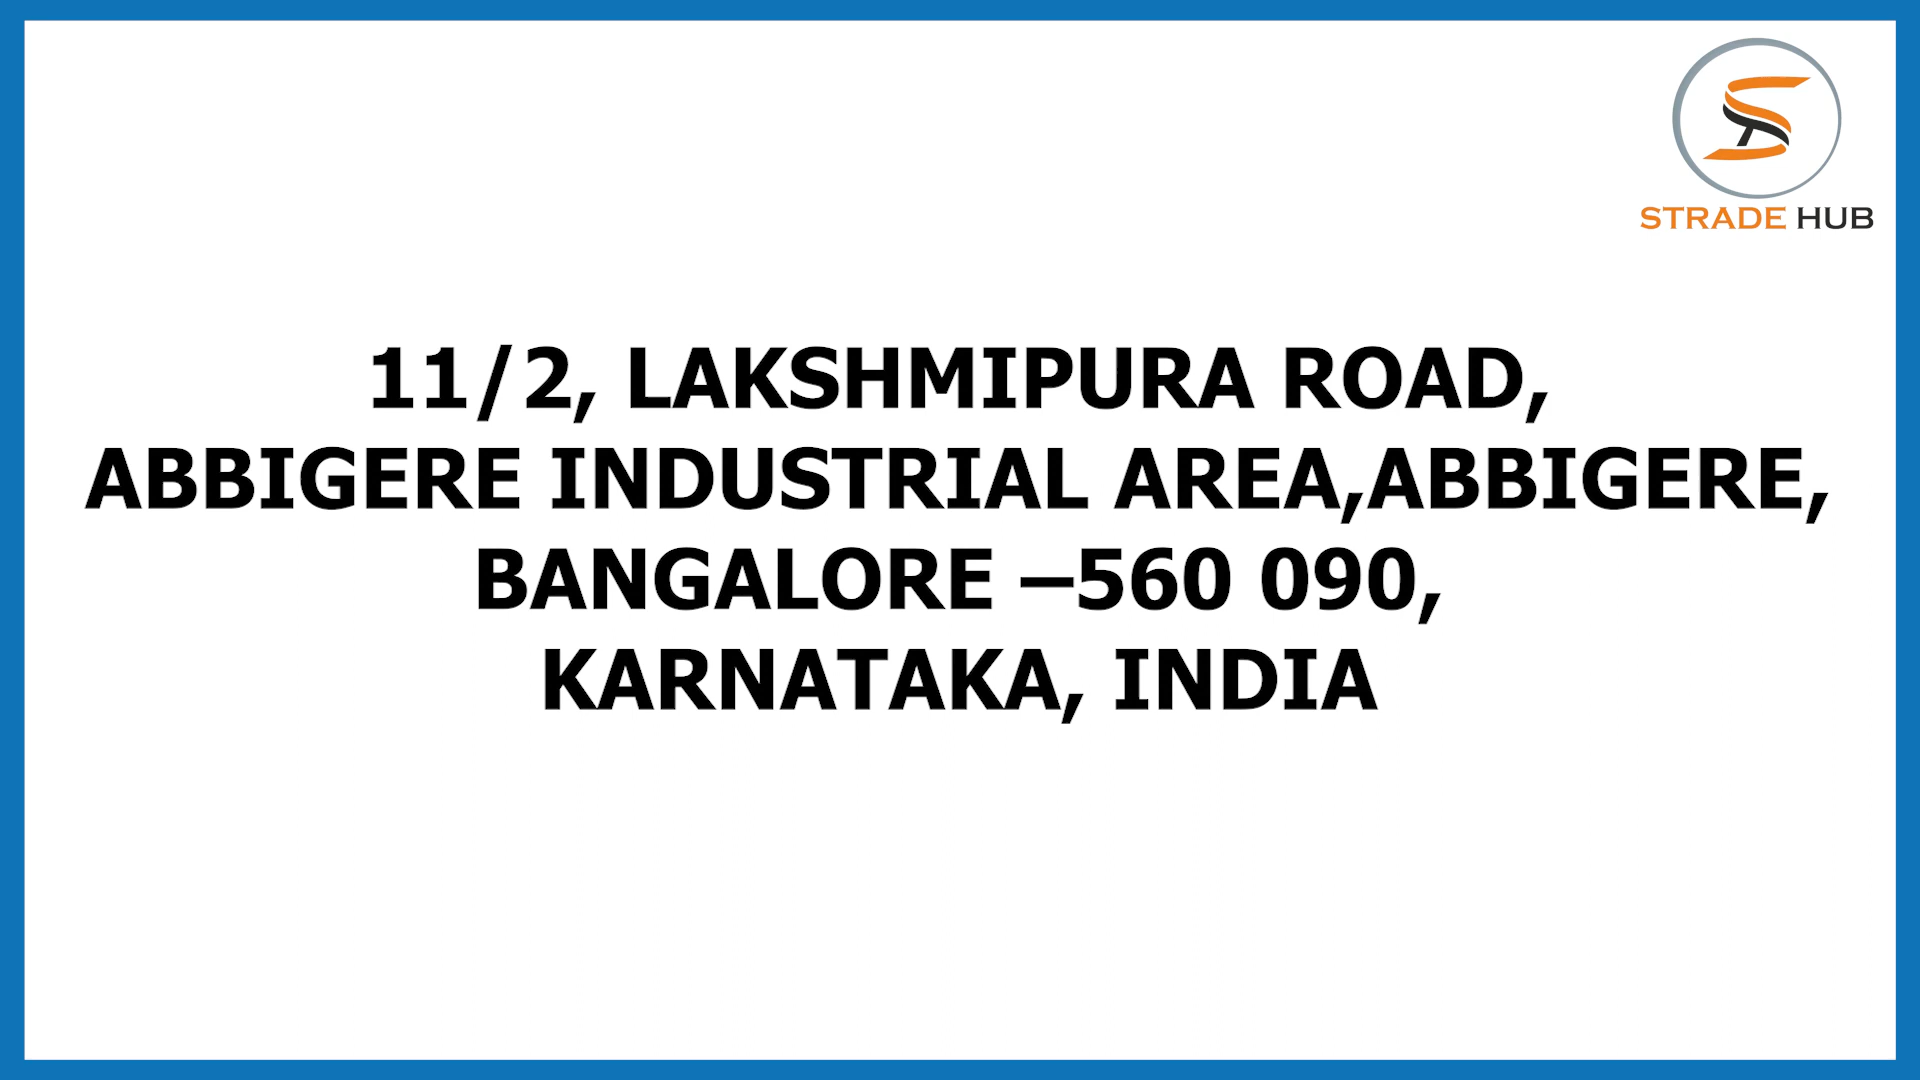 STRADE HUB
11/2, LAKSHMIPURA ROAD,
ABBIGERE INDUSTRIAL AREA,ABBIGERE,
BANGALORE –560 090,
KARNATAKA, INDIA